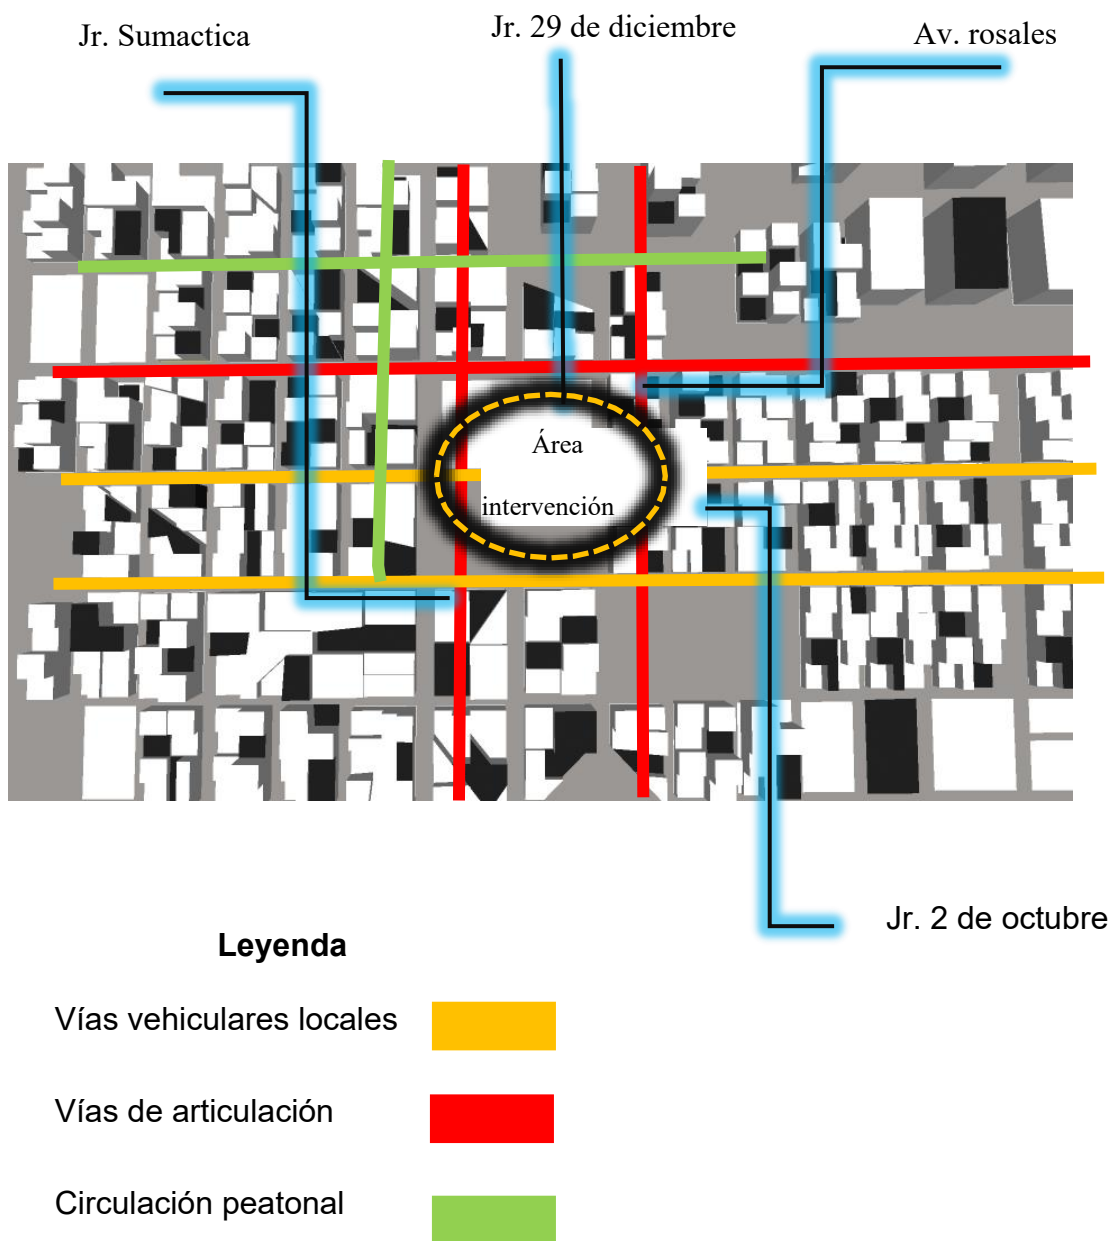 Jr. Sumactica
Jr. 29 de diciembre
Av. rosales
Área
intervención
Jr. 2 de octubre
Leyenda
Vías vehiculares locales
Vías de articulación
Circulación peatonal